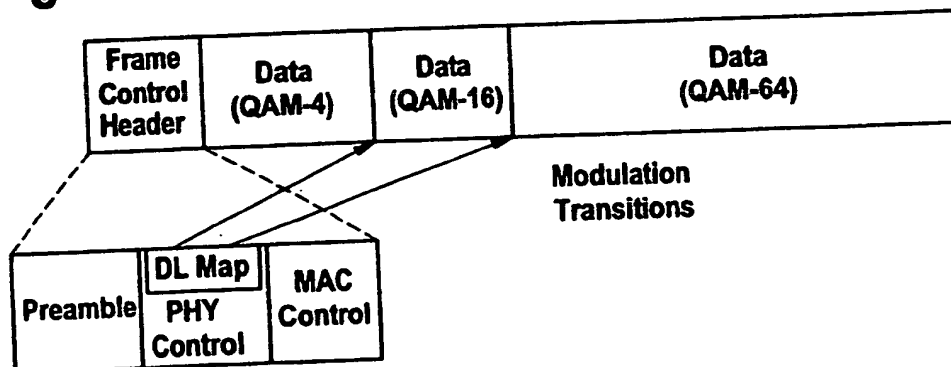 Frame
Control
Header
Data
(QAM-4)
Data
(QAM-16)
Data
(QAM-64)
Modulation
Transitions
Preamble
DL Map
PHY
Control
MAC
Control